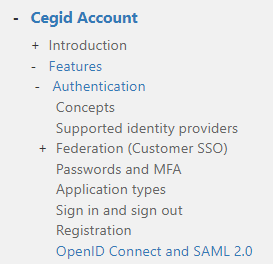 - Cegid Account
+ Introduction
- Features
- Authentication
Concepts
Supported identity providers
+ Federation (Customer SSO)
Passwords and MFA
Application types
Sign in and sign out
Registration
OpenID Connect and SAML 2.0